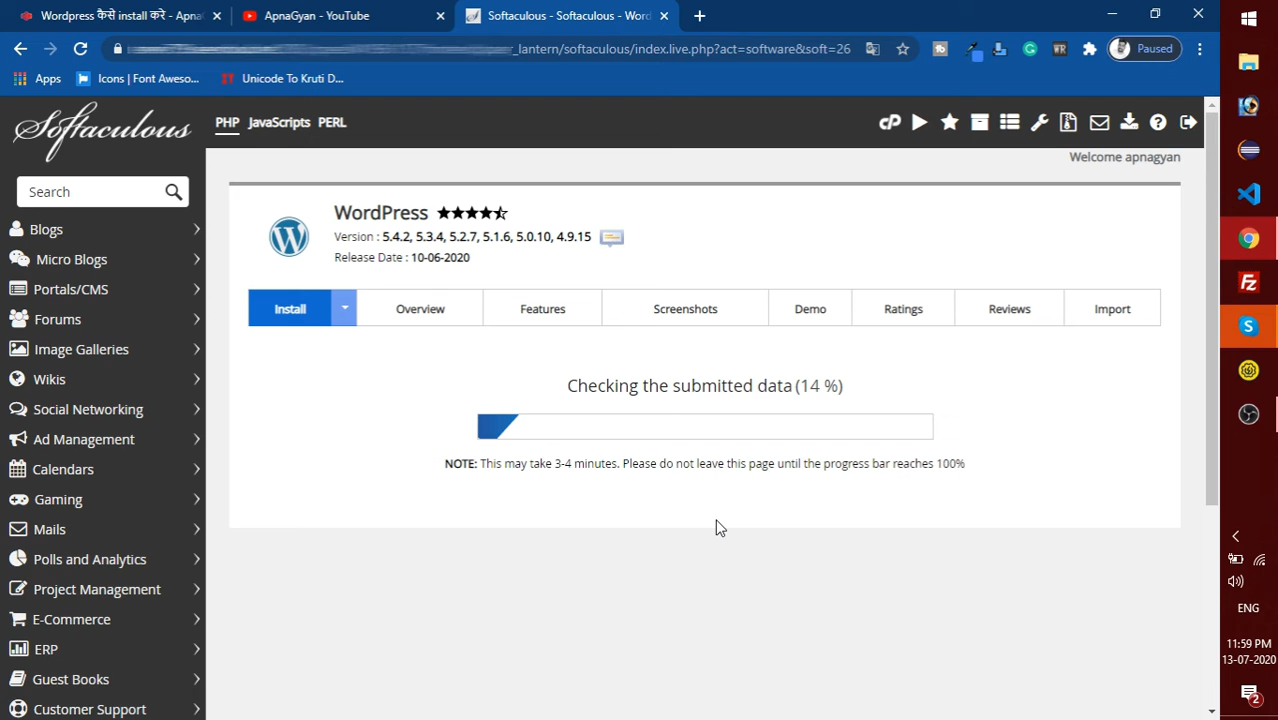 Wordpress कैसे install करे - Apna
ApnaGyan - YouTube
Softaculous - Softaculous - Word
_lantern/softaculous/index.live.php?act=software&soft=26
Paused
Apps
Icons | Font Aweso...
Unicode To Kruti D...
Softaculous
PHP JavaScripts PERL
cP
Welcome apnagyan
Search
Blogs
Micro Blogs
Portals/CMS
Forums
Image Galleries
Wikis
Social Networking
Ad Management
Calendars
Gaming
Mails
Polls and Analytics
Project Management
E-Commerce
ERP
Guest Books
Customer Support
WordPress
Version : 5.4.2, 5.3.4, 5.2.7, 5.1.6, 5.0.10, 4.9.15
Release Date : 10-06-2020
Install Overview Features Screenshots Demo Ratings Reviews Import
Checking the submitted data (14 %)
NOTE: This may take 3-4 minutes. Please do not leave this page until the progress bar reaches 100%
ENG
11:59 PM
13-07-2020
2